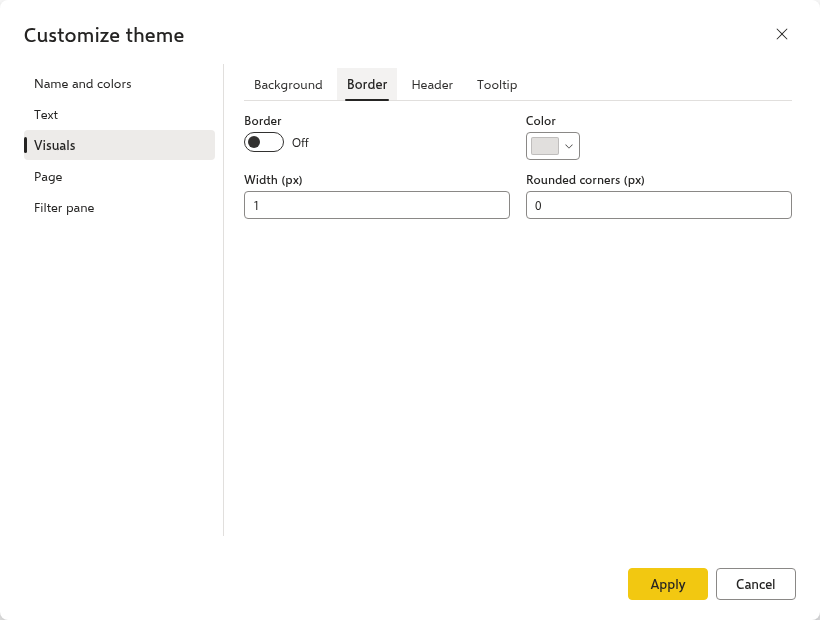 Customize theme
Name and colors
Text
Visuals
Page
Filter pane
Background Border Header Tooltip
Border Color
Off
Width (px) Rounded corners (px)
1 0
Apply Cancel